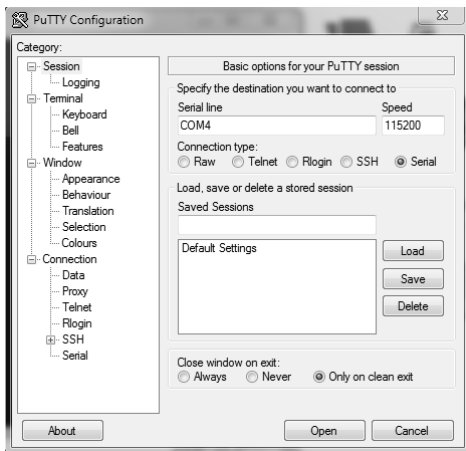 PuTTY Configuration
Category:
Session
Logging
Terminal
Keyboard
Bell
Features
Window
Appearance
Behaviour
Translation
Selection
Colours
Connection
Data
Proxy
Telnet
Rlogin
SSH
Serial
Basic options for your PuTTY session
Specify the destination you want to connect to
Serial line Speed
COM4 115200
Connection type:
Raw Telnet Rlogin SSH Serial
Load, save or delete a stored session
Saved Sessions
Default Settings
Load
Save
Delete
Close window on exit:
Always Never Only on clean exit
About Open Cancel